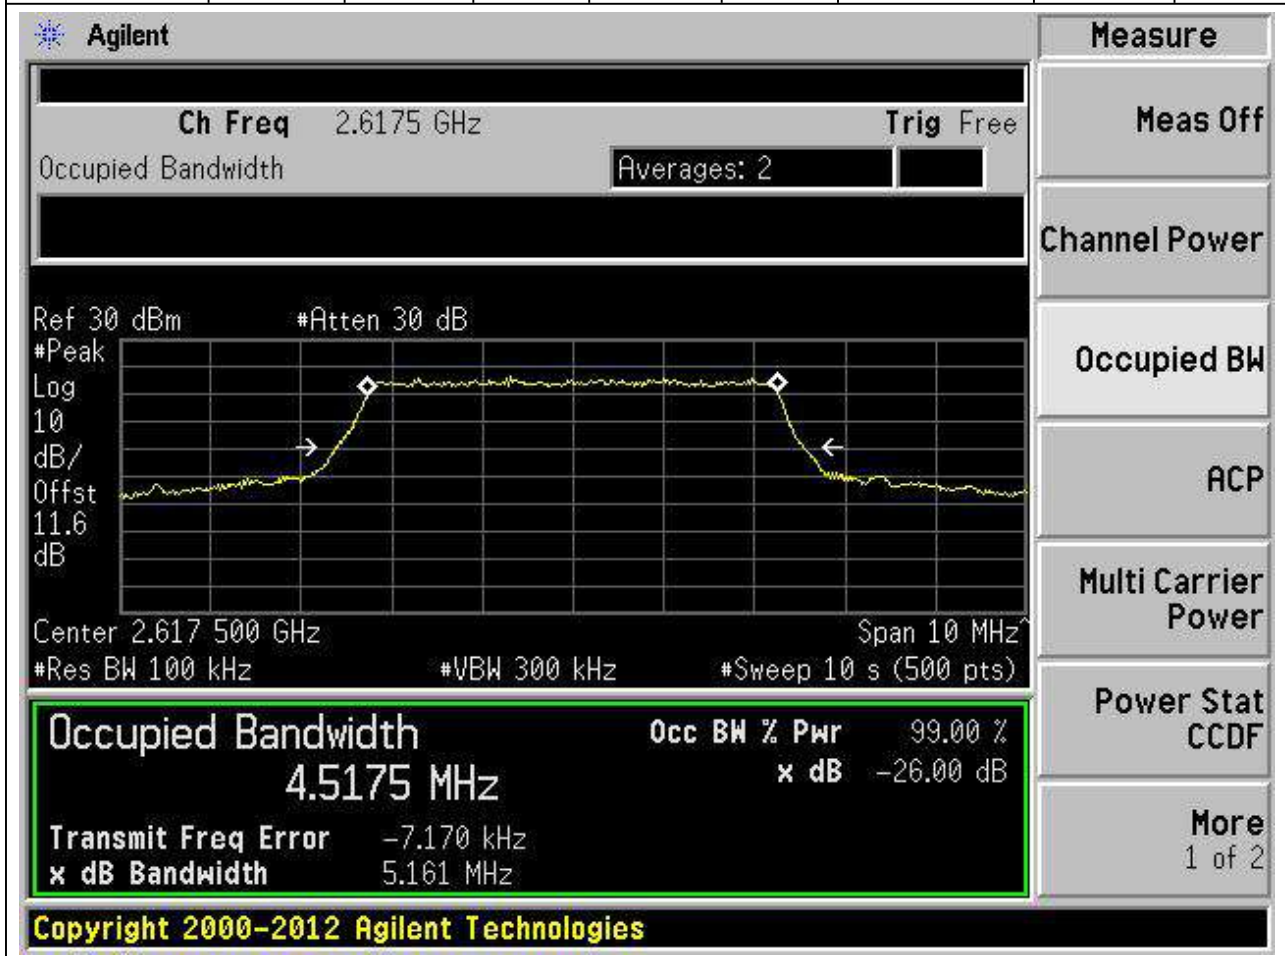 Agilent
Measure
Ch Freq 2.6175 GHz Trig Free
Occupied Bandwidth Averages: 2
Meas Off
Channel Power
Occupied BW
ACP
Multi Carrier
Power
Power Stat
CCDF
More
1 of 2
Ref 30 dBm #Atten 30 dB
#Peak
Log
10
dB/
Offst
11.6
dB
Center 2.617 500 GHz Span 10 MHz^
#Res BW 100 kHz #VBW 300 kHz #Sweep 10 s (500 pts)
Occupied Bandwidth
4.5175 MHz
Occ BW % Pwr 99.00 %
x dB -26.00 dB
Transmit Freq Error -7.170 kHz
x dB Bandwidth 5.161 MHz
Copyright 2000-2012 Agilent Technologies